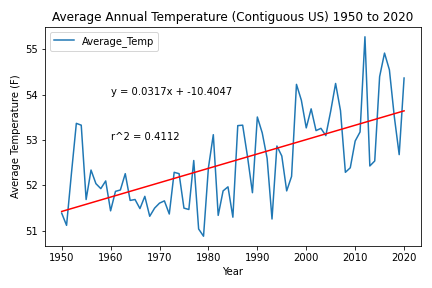 Average Annual Temperature (Contiguous US) 1950 to 2020
Average_Temp
y = 0.0317x + -10.4047
r^2 = 0.4112
Average Temperature (F)
55
54
53
52
51
1950 1960 1970 1980 1990 2000 2010 2020
Year